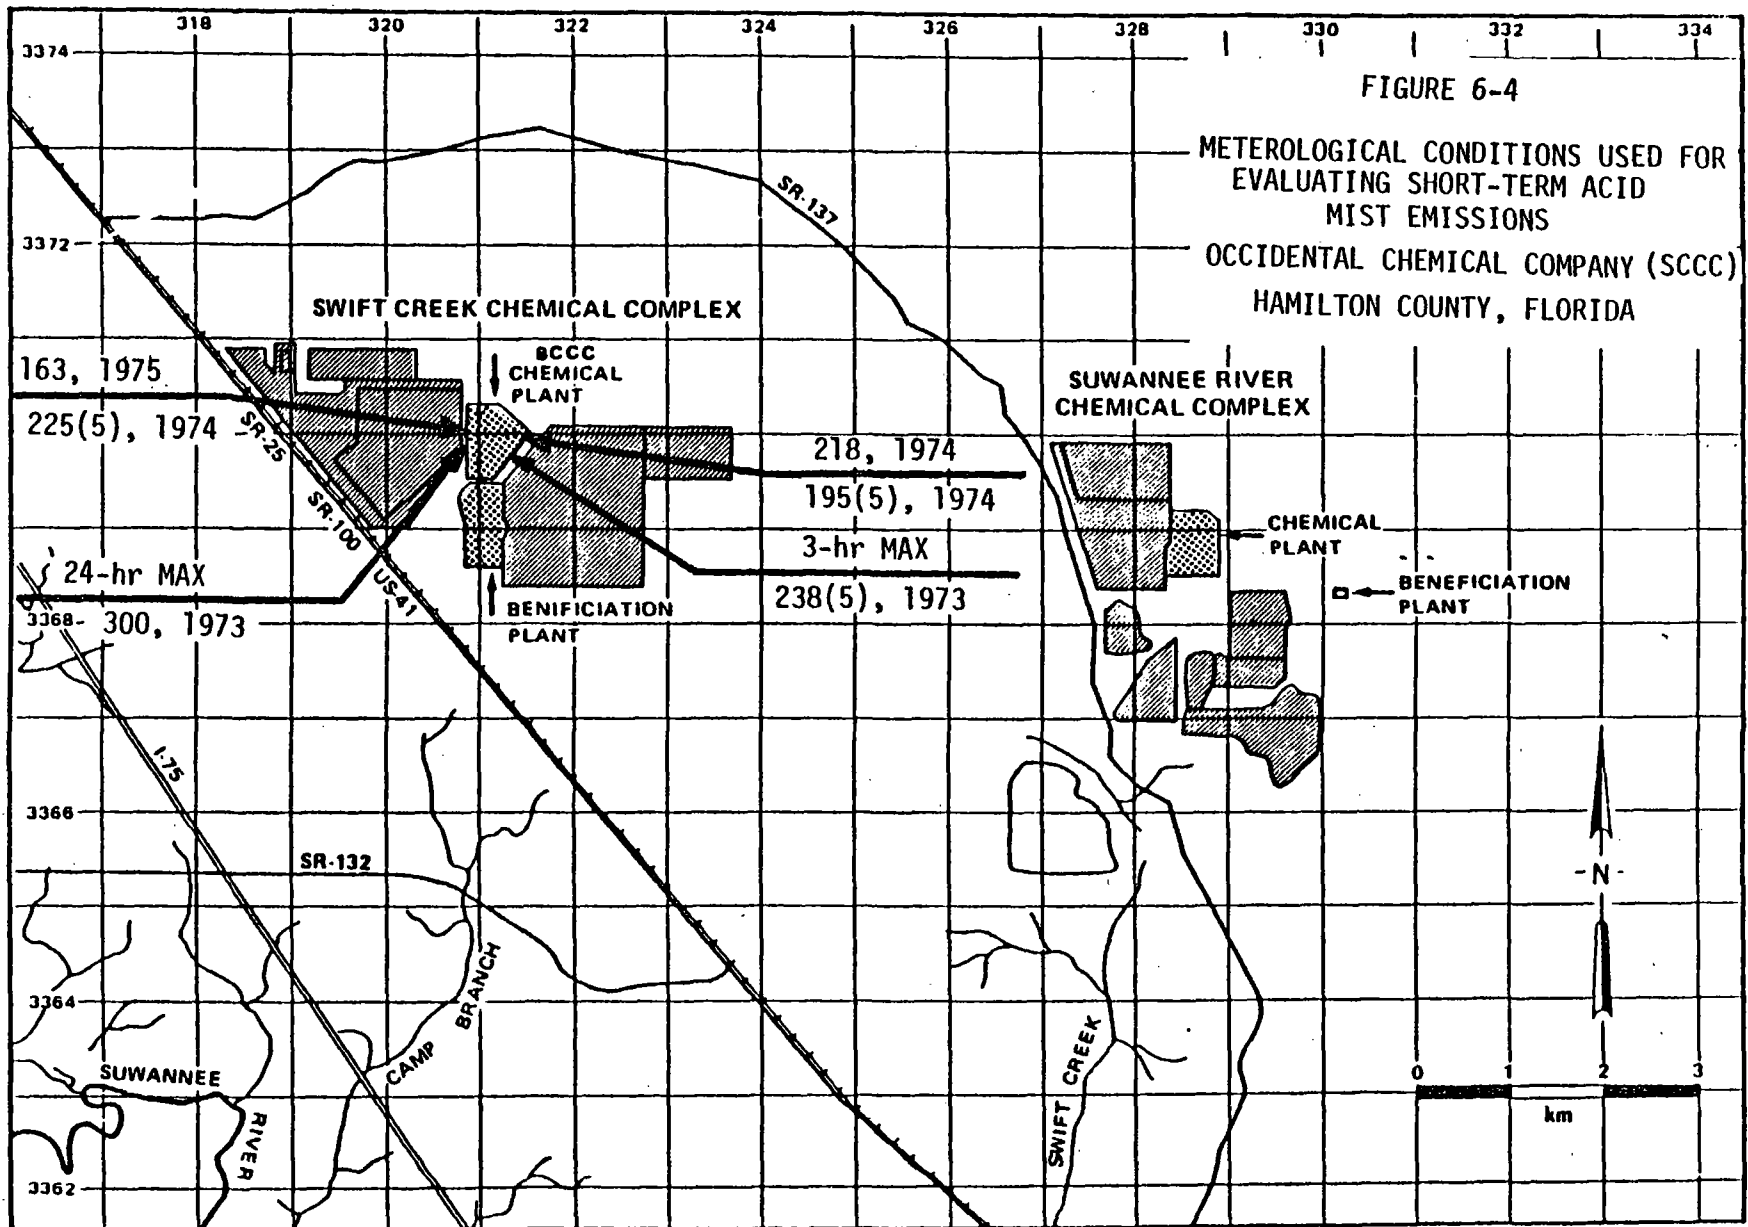 318 320 322 324 326 328 330 332 334
3374
FIGURE 6-4
METEROLOGICAL CONDITIONS USED FOR
EVALUATING SHORT-TERM ACID
MIST EMISSIONS
OCCIDENTAL CHEMICAL COMPANY (SCCC)
HAMILTON COUNTY, FLORIDA
SR-137
3372
SWIFT CREEK CHEMICAL COMPLEX
163, 1975
225(5), 1974
SCCC
CHEMICAL
PLANT
SUWANNEE RIVER
CHEMICAL COMPLEX
SR-25
218, 1974
195(5), 1974
SR-100
3-hr MAX
238(5), 1973
CHEMICAL
PLANT
24-hr MAX
300, 1973
3368
US-41
BENIFICIATION
PLANT
BENEFICIATION
PLANT
I-75
3366
SR-132
-N-
CAMP BRANCH
3364
SWIFT CREEK
SUWANNEE
RIVER
0 1 2 3
km
3362